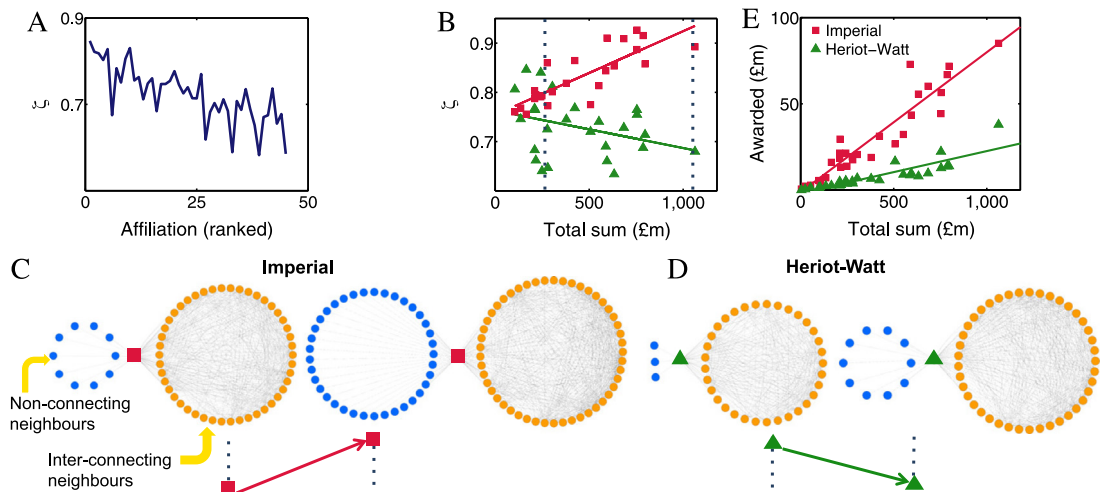 A
0.9
ζ
0.7
1
25
50
Affiliation (ranked)
B
0.9
ζ
0.8
0.7
0
500
1,000
Total sum (£m)
E
100
Awarded (£m)
50
0
Imperial
Heriot–Watt
0
500
1,000
Total sum (£m)
C
Imperial
Non-connecting
neighbours
Inter-connecting
neighbours
D
Heriot-Watt